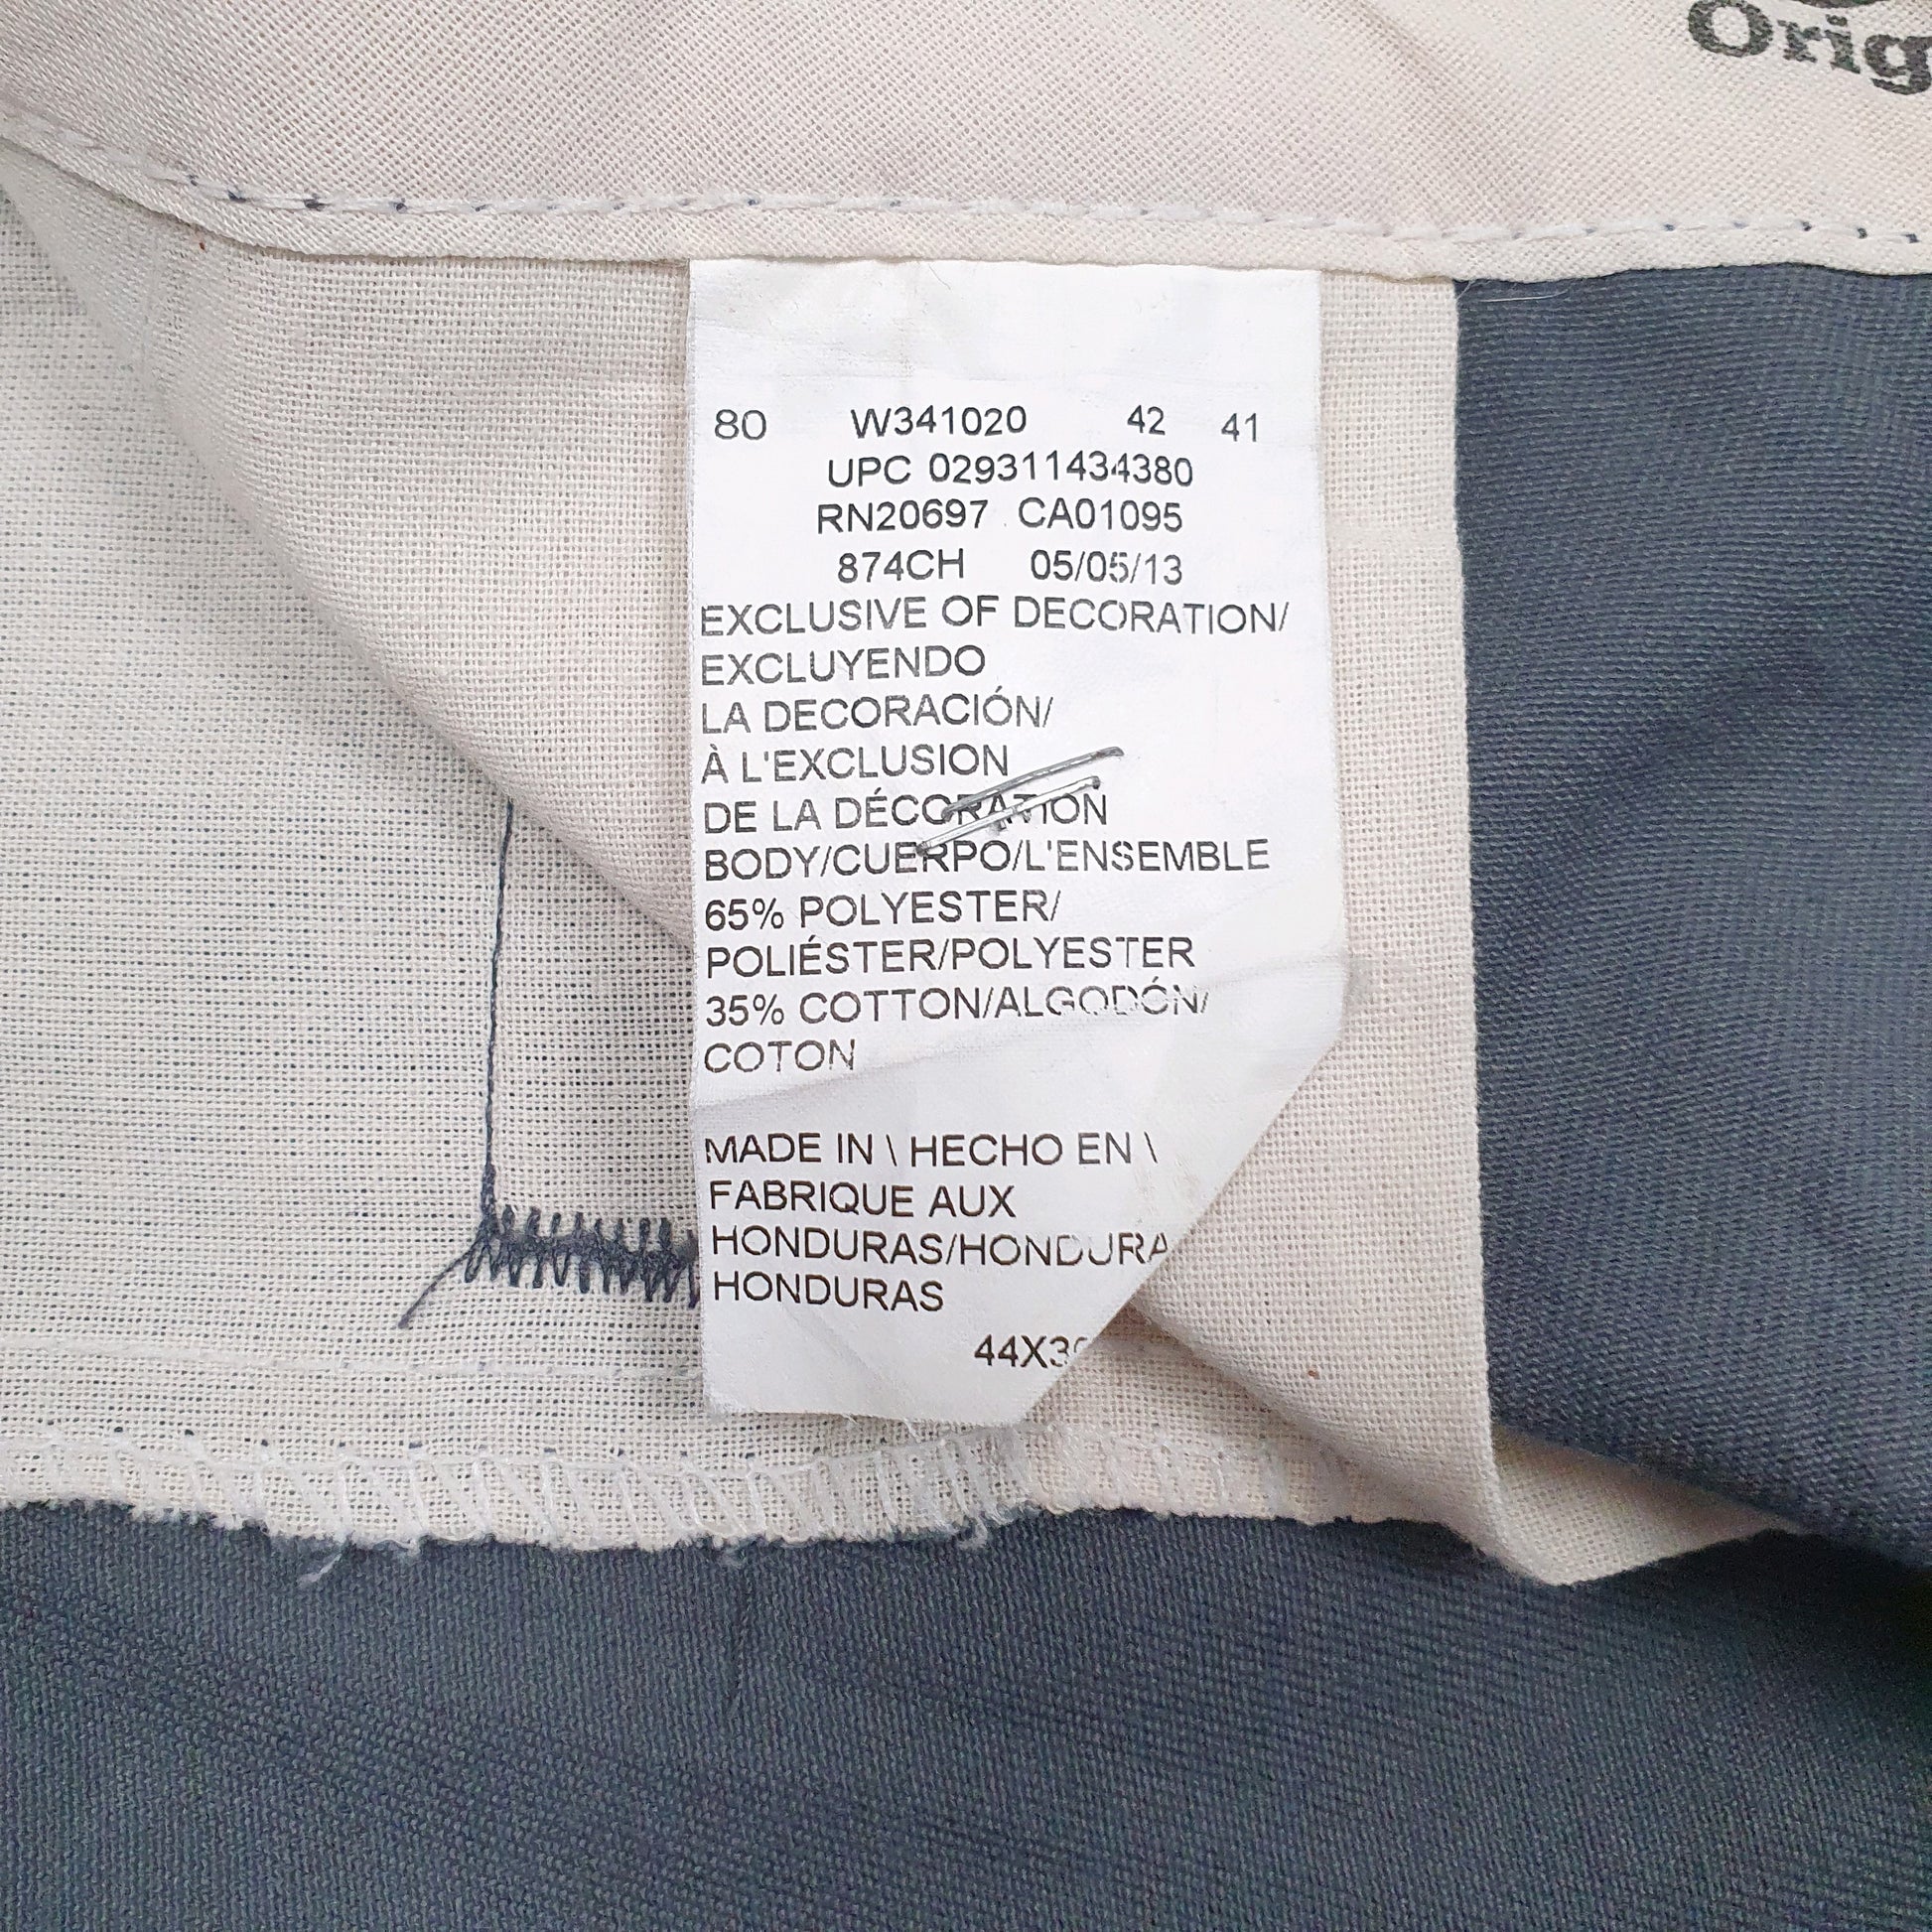 Orig
80 W341020 42 41
UPC 029311434380
RN20697 CA01095
874CH 05/05/13
EXCLUSIVE OF DECORATION/
EXCLUYENDO
LA DECORACIÓN/
À L'EXCLUSION
DE LA DÉCORATION
BODY/CUERPO/L'ENSEMBLE
65% POLYESTER/
POLIÉSTER/POLYESTER
35% COTTON/ALGODÓN/
COTON
MADE IN \ HECHO EN \
FABRIQUE AUX
HONDURAS/HONDURA
HONDURAS